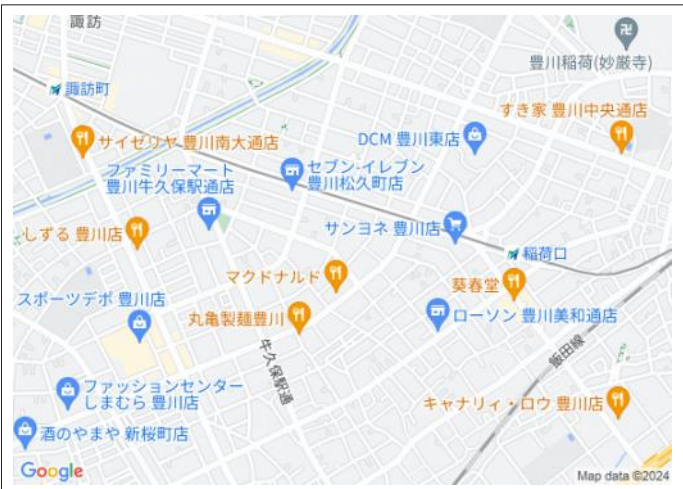 諏訪
豊川稲荷(妙厳寺)
諏訪町
すき家 豊川中央通店
サイゼリヤ 豊川南大通店
DCM 豊川東店
ファミリーマート
豊川牛久保駅通店
セブン-イレブン
豊川松久町店
しずる 豊川店
サンヨネ 豊川店
稲荷口
マクドナルド
葵春堂
スポーツデポ 豊川店
丸亀製麺豊川
ローソン 豊川美和通店
飯田線
牛久保駅通
ファッションセンター
しまむら 豊川店
キャナリィ・ロウ 豊川店
酒のやまや 新桜町店
Google
Map data ©2024